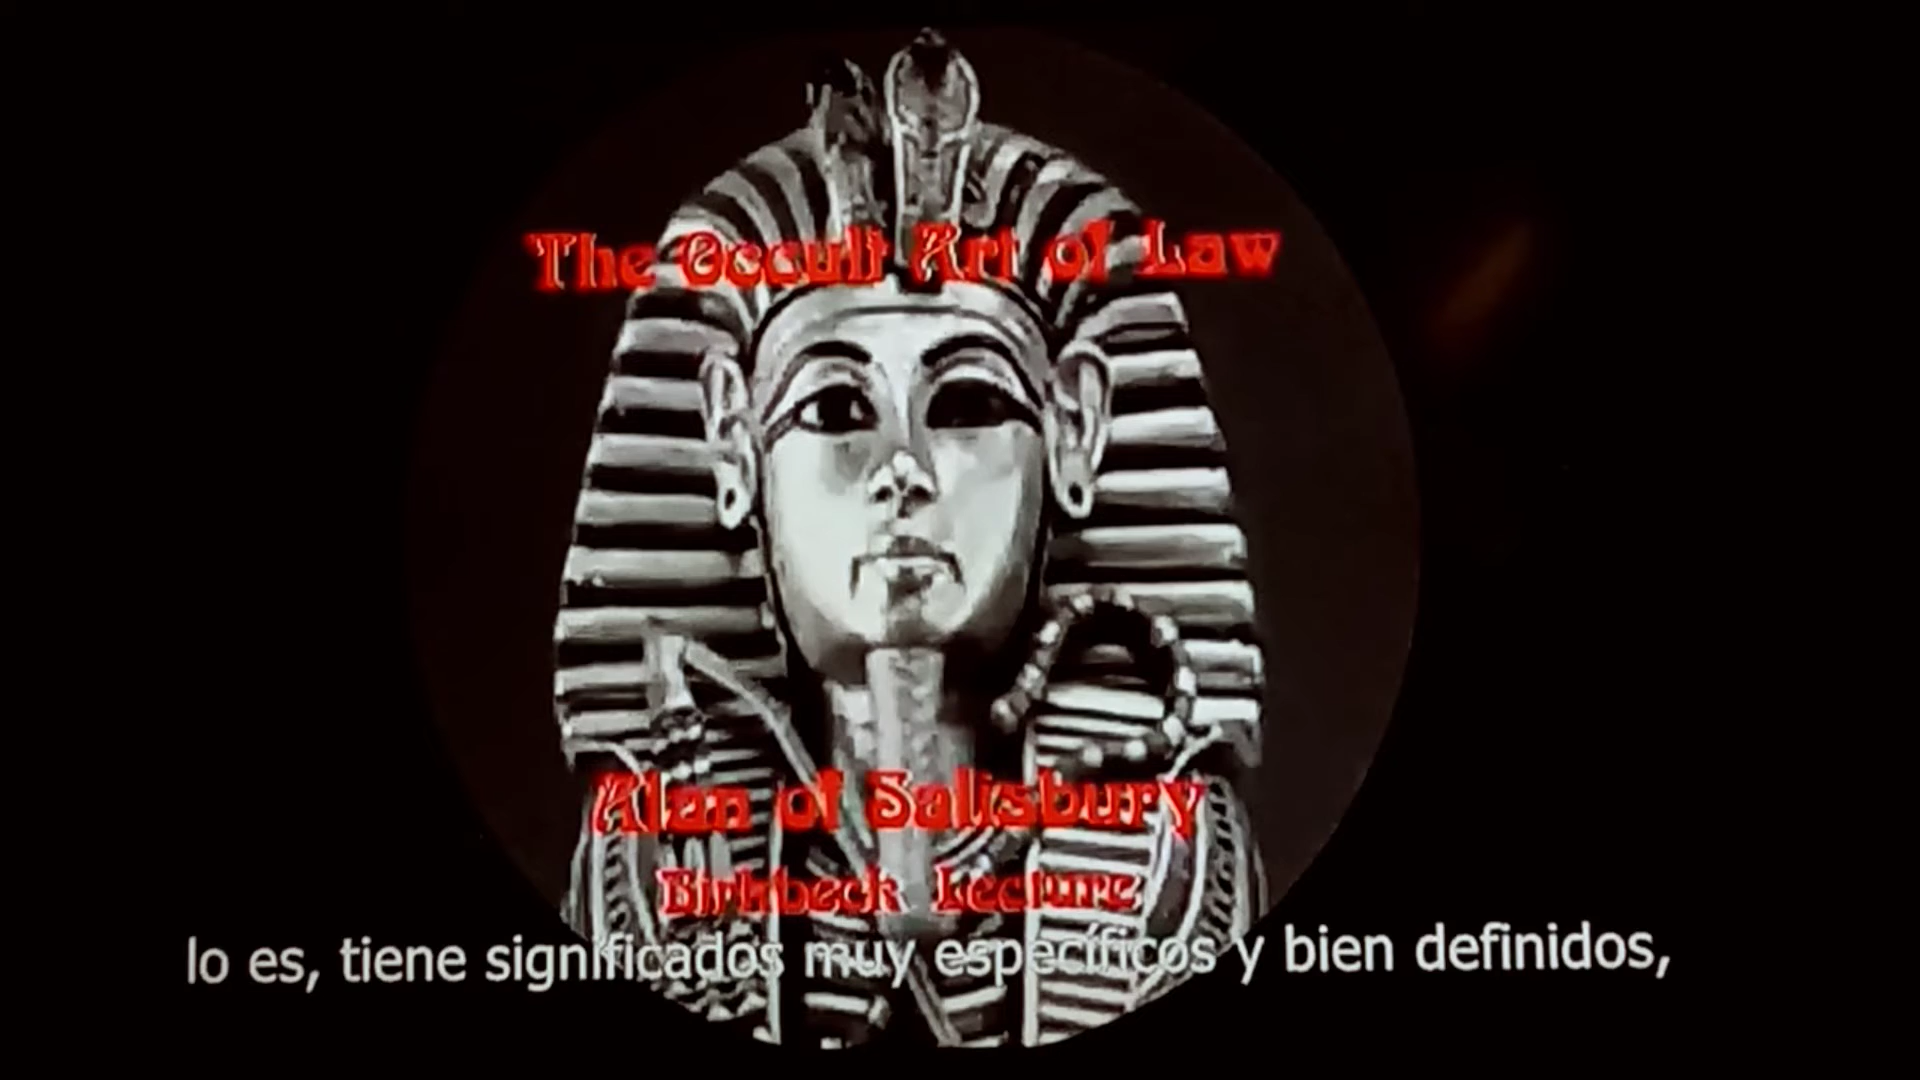 The Occult Art of Law
Alan of Salisbury
Birkbeck Lecture
lo es, tiene significados muy específicos y bien definidos,